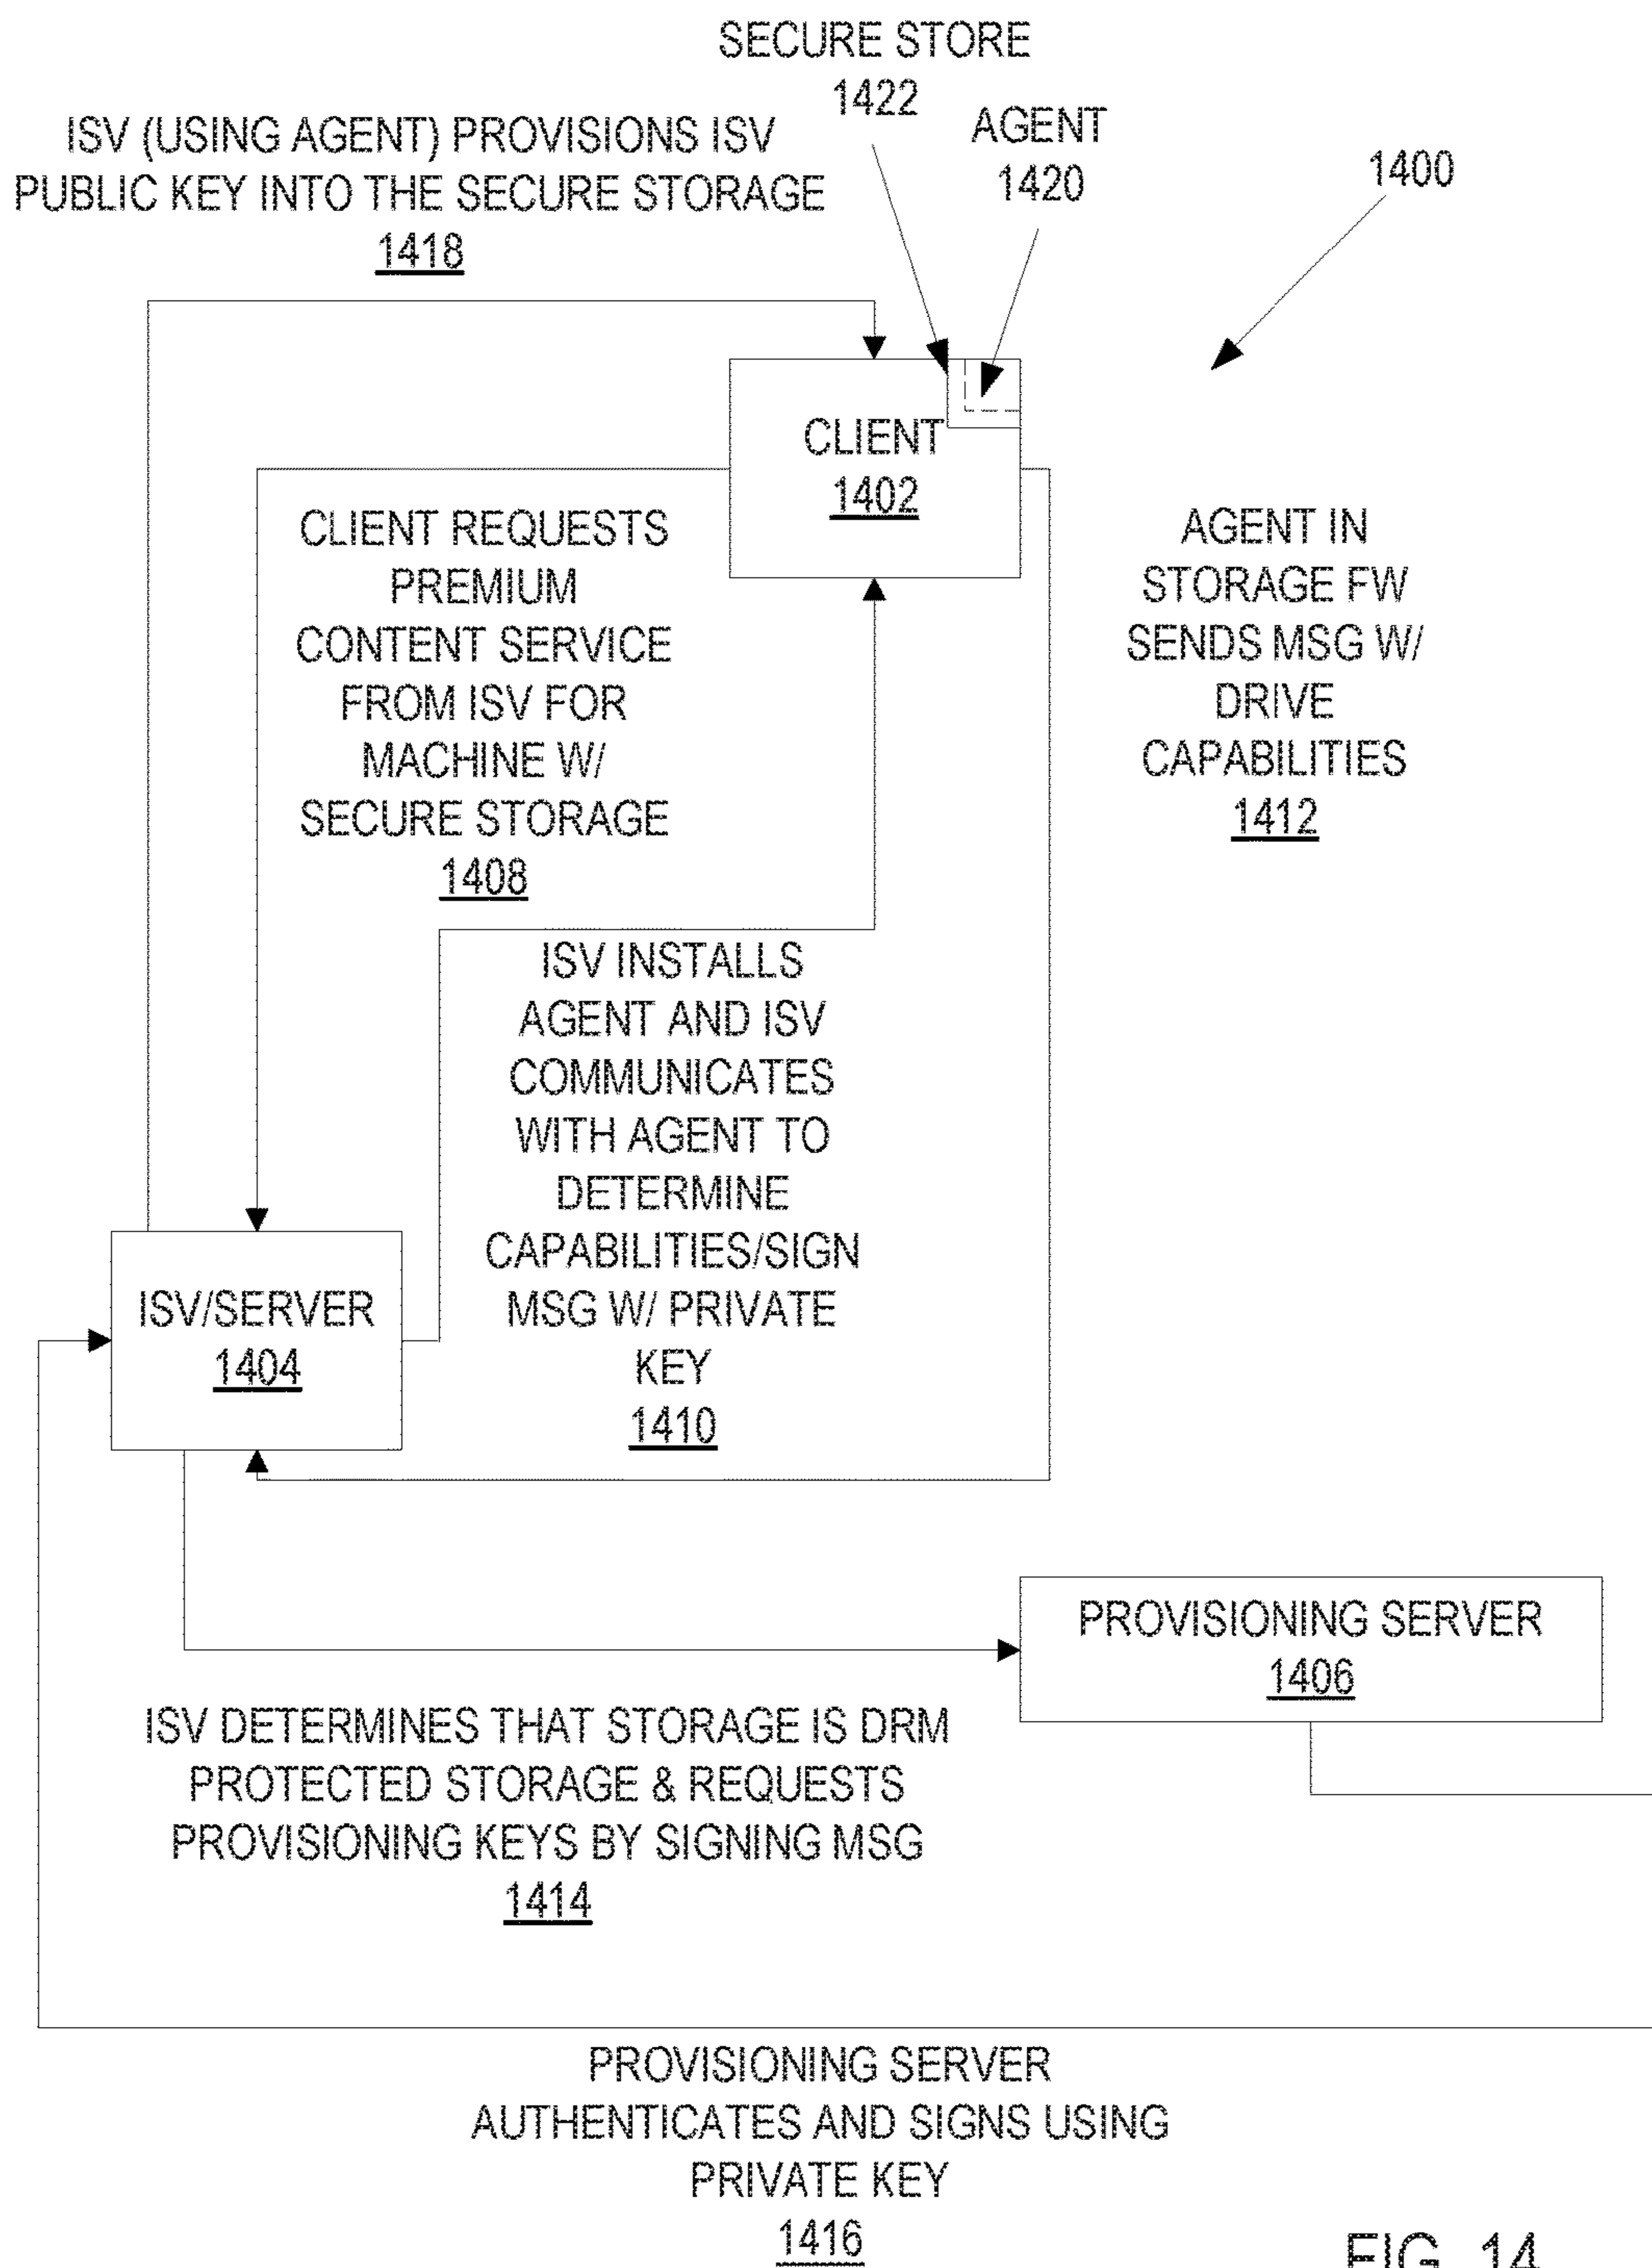 SECURE STORE
1422
AGENT
1420
1400
ISV (USING AGENT) PROVISIONS ISV
PUBLIC KEY INTO THE SECURE STORAGE
1418
CLIENT
1402
CLIENT REQUESTS
PREMIUM
CONTENT SERVICE
FROM ISV FOR
MACHINE W/
SECURE STORAGE
1408
AGENT IN
STORAGE FW
SENDS MSG W/
DRIVE
CAPABILITIES
1412
ISV INSTALLS
AGENT AND ISV
COMMUNICATES
WITH AGENT TO
DETERMINE
CAPABILITIES/SIGN
MSG W/ PRIVATE
KEY
1410
ISV/SERVER
1404
PROVISIONING SERVER
1406
ISV DETERMINES THAT STORAGE IS DRM
PROTECTED STORAGE & REQUESTS
PROVISIONING KEYS BY SIGNING MSG
1414
PROVISIONING SERVER
AUTHENTICATES AND SIGNS USING
PRIVATE KEY
1416
FIG. 14